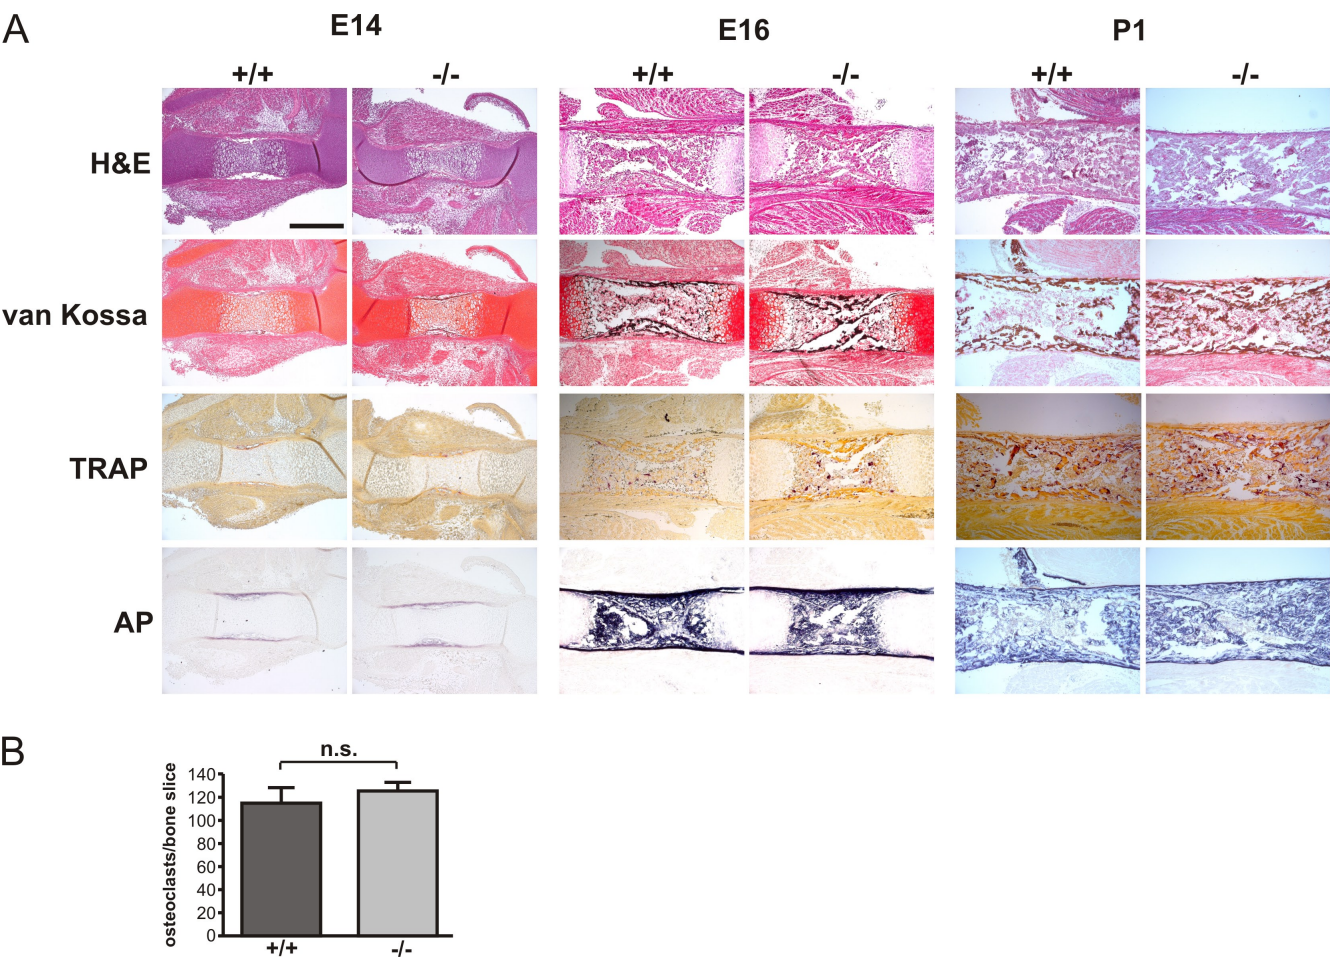 A
E14
E16
P1
+/+
-/-
+/+
-/-
+/+
-/-
H&E
van Kossa
TRAP
AP
B
n.s.
osteoclasts/bone slice
140
120
100
80
60
40
20
0
+/+
-/-